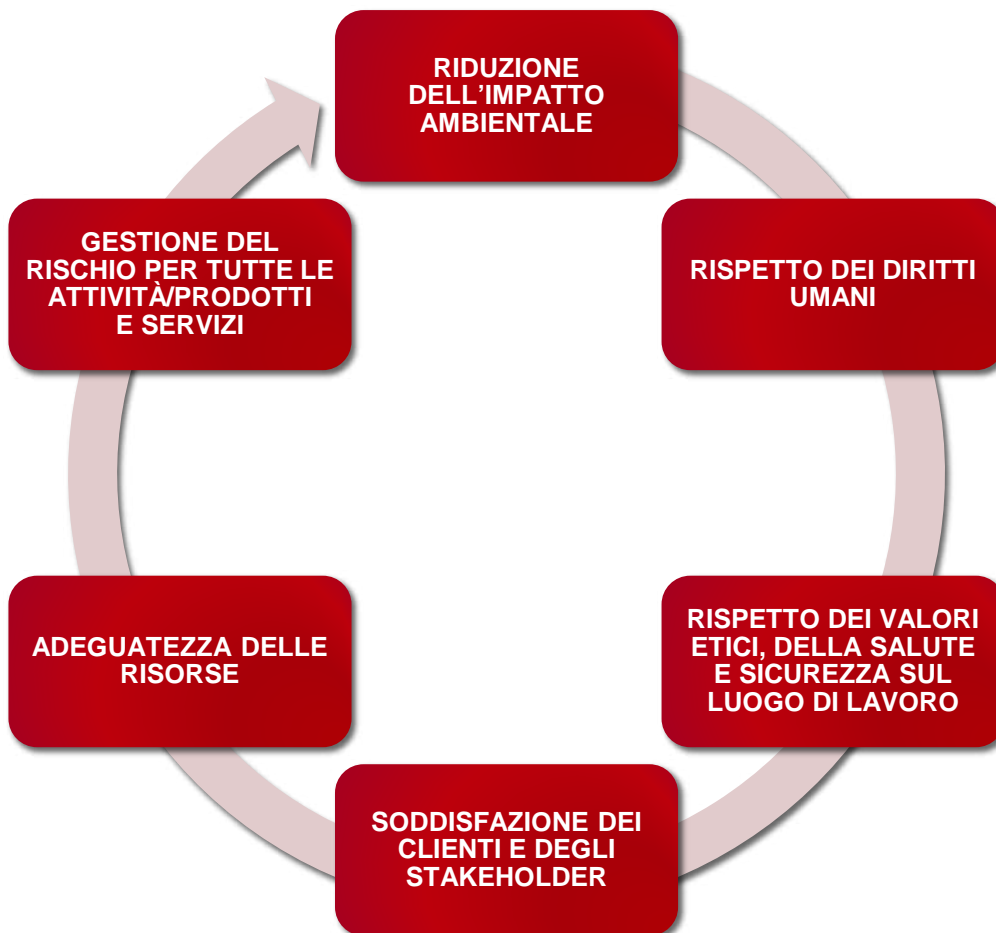 RIDUZIONE
DELL’IMPATTO
AMBIENTALE
RISPETTO DEI DIRITTI
UMANI
RISPETTO DEI VALORI
ETICI, DELLA SALUTE
E SICUREZZA SUL
LUOGO DI LAVORO
SODDISFAZIONE DEI
CLIENTI E DEGLI
STAKEHOLDER
ADEGUATEZZA DELLE
RISORSE
GESTIONE DEL
RISCHIO PER TUTTE LE
ATTIVITÀ/PRODOTTI
E SERVIZI